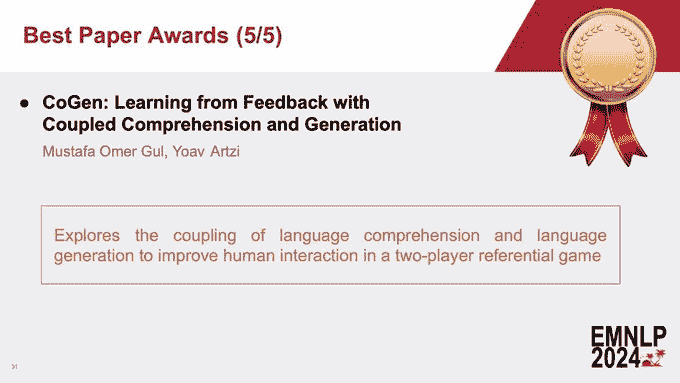 Best Paper Awards (5/5)
● CoGen: Learning from Feedback with
Coupled Comprehension and Generation
Mustafa Omer Gul, Yoav Artzi
Explores the coupling of language comprehension and language
generation to improve human interaction in a two-player referential game
EMNLP
2024